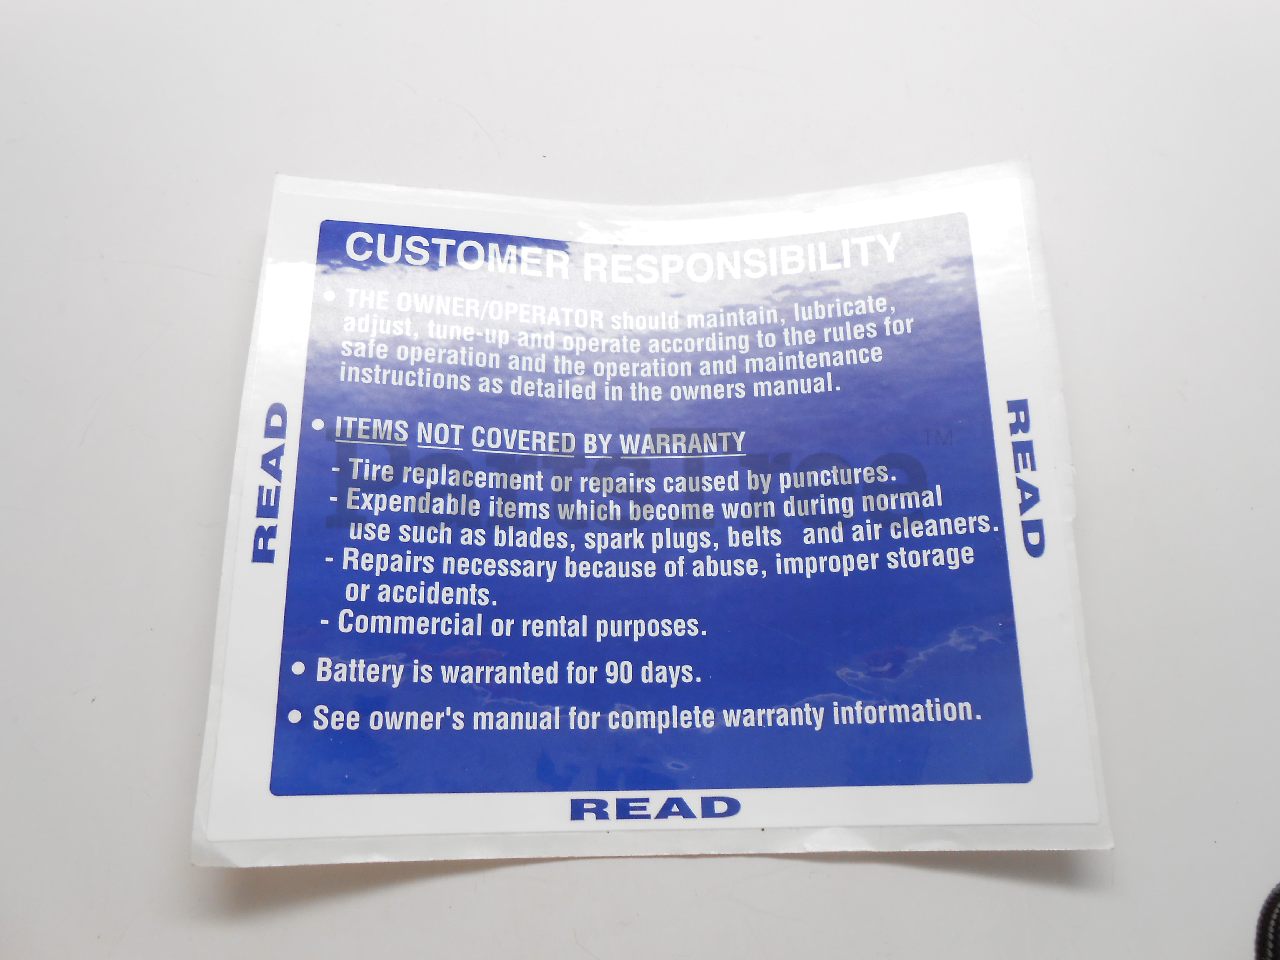 CUSTOMER RESPONSIBILITY
• THE OWNER/OPERATOR should maintain, lubricate,
adjust, tune-up and operate according to the rules for
safe operation and the operation and maintenance
instructions as detailed in the owners manual.
• ITEMS NOT COVERED BY WARRANTY
- Tire replacement or repairs caused by punctures.
- Expendable items which become worn during normal
use such as blades, spark plugs, belts and air cleaners.
- Repairs necessary because of abuse, improper storage
or accidents.
- Commercial or rental purposes.
• Battery is warranted for 90 days.
• See owner's manual for complete warranty information.
READ
READ
READ
PartsTree™